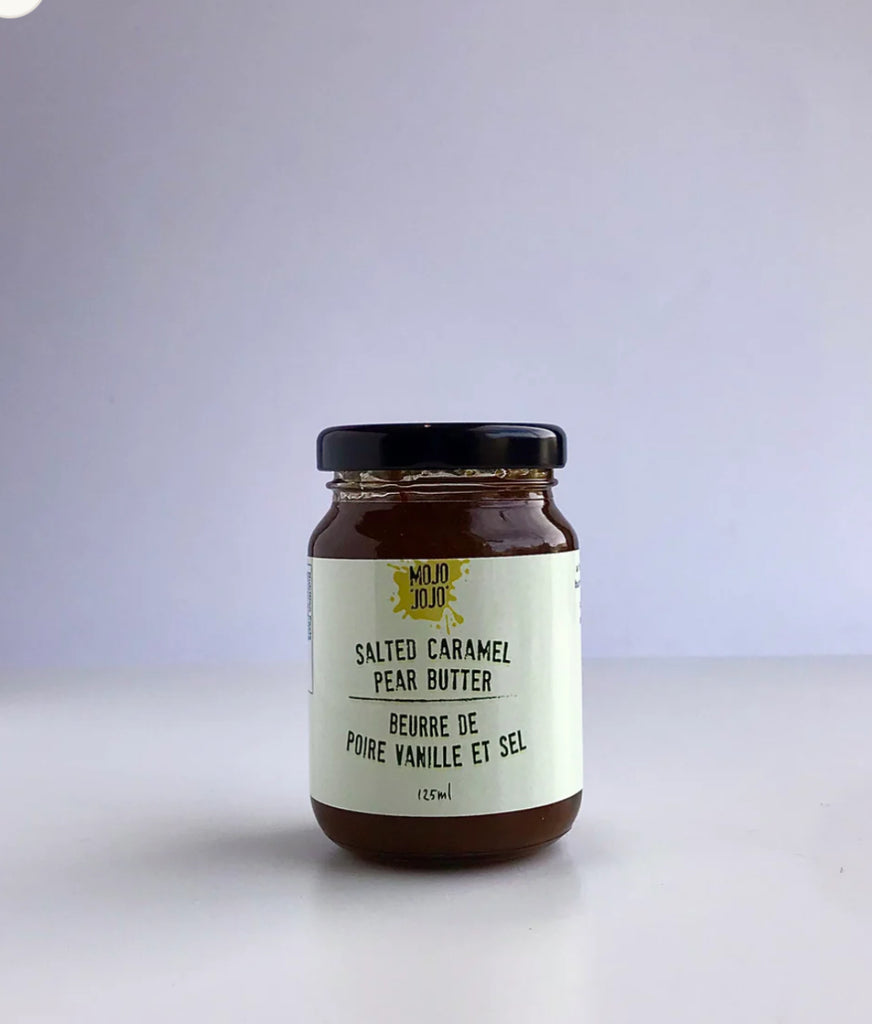 MOJO
JOJO
SALTED CARAMEL
PEAR BUTTER
BEURRE DE
POIRE VANILLE ET SEL
125ml